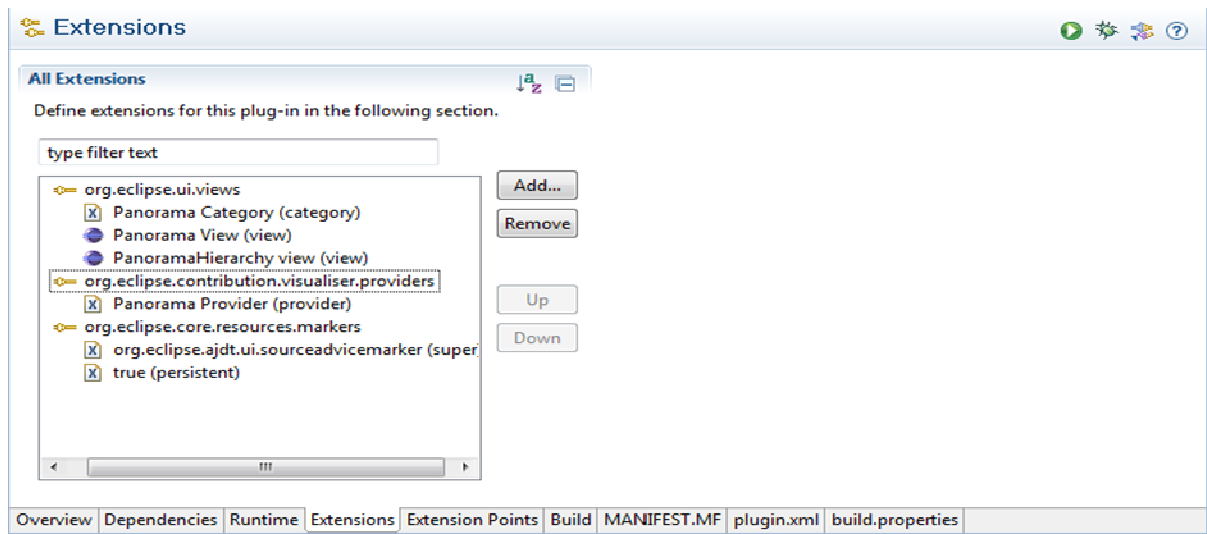 Extensions
All Extensions
Define extensions for this plug-in in the following section.
type filter text
org.eclipse.ui.views
Panorama Category (category)
Panorama View (view)
PanoramaHierarchy view (view)
org.eclipse.contribution.visualiser.providers
Panorama Provider (provider)
org.eclipse.core.resources.markers
org.eclipse.ajdt.ui.sourceadvicemarker (super
true (persistent)
Add...
Remove
Up
Down
Overview Dependencies Runtime Extensions Extension Points Build MANIFEST.MF plugin.xml build.properties